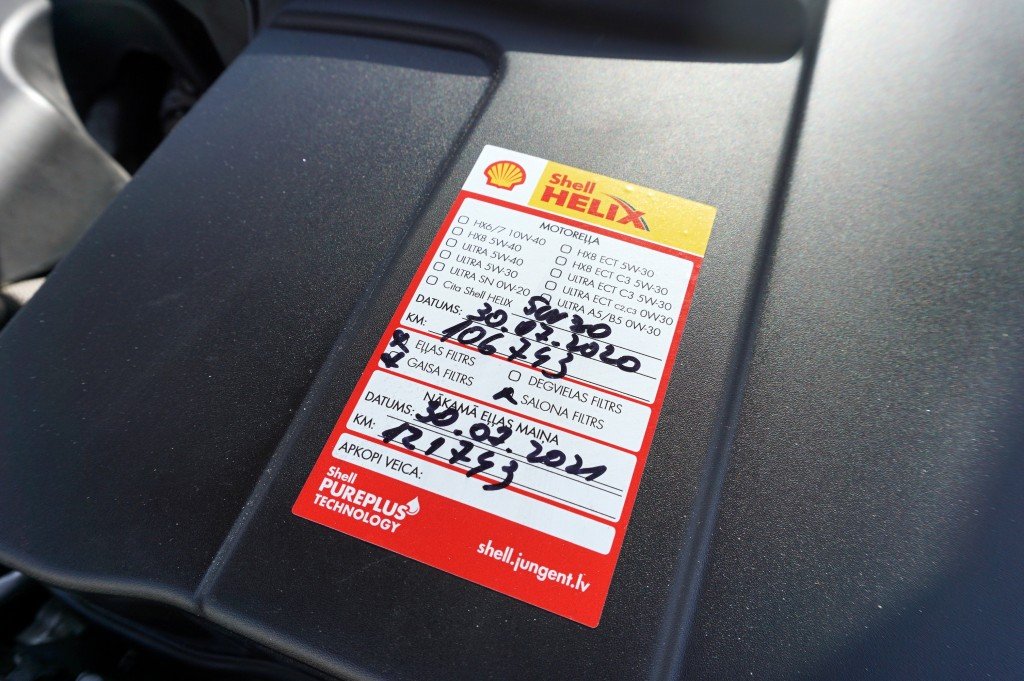 Shell
HELIX
MOTOREĻĻA
HX6/7 10W-40
HX8 5W-40
ULTRA 5W-40
ULTRA 5W-30
ULTRA SN 0W-20
Cita Shell HELIX
HX8 ECT 5W-30
HX8 ECT C3 5W-30
ULTRA ECT C3 5W-30
ULTRA ECT C2,C3 0W30
ULTRA A5/B5 0W-30
5W30
DATUMS: 30.07.2020
KM: 106743
EĻĻAS FILTRS
GAISA FILTRS
DEGVIELAS FILTRS
SALONA FILTRS
NĀKAMĀ EĻĻAS MAIŅA
DATUMS: 30.07.2021
KM: 121743
APKOPI VEICA:
Shell
PUREPLUS
TECHNOLOGY
shell.jungent.lv